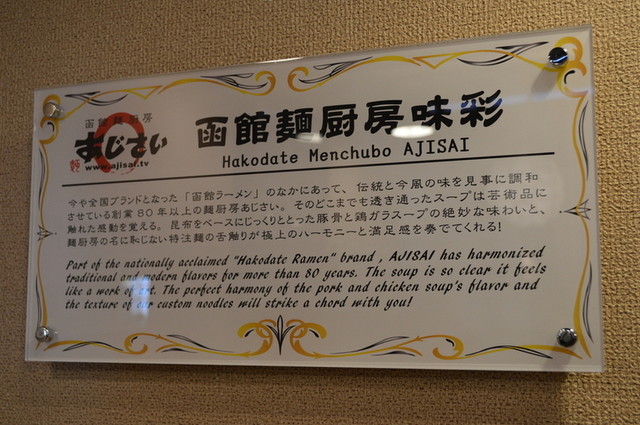 函館麺厨房
あじさい
www.ajisai.tv
函館麺厨房味彩
Hakodate Menchubo AJISAI
今や全国ブランドとなった「函館ラーメン」のなかにあって、伝統と今風の味を見事に調和
させている創業80年以上の麺厨房あじさい。そのどこまでも透き通ったスープは芸術品に
触れた感動を覚える。昆布をベースにじっくりととった豚骨と鶏ガラスープの絶妙な味わいと、
麺厨房の名に恥じない特注麺の舌触りが極上のハーモニーと満足感を奏でてくれる!
Part of the nationally acclaimed "Hakodate Ramen" brand , AJISAI has harmonized
traditional and modern flavors for more than 80 years. The soup is so clear it feels
like a work of art. The perfect harmony of the pork and chicken soup's flavor and
the texture of our custom noodles will strike a chord with you!